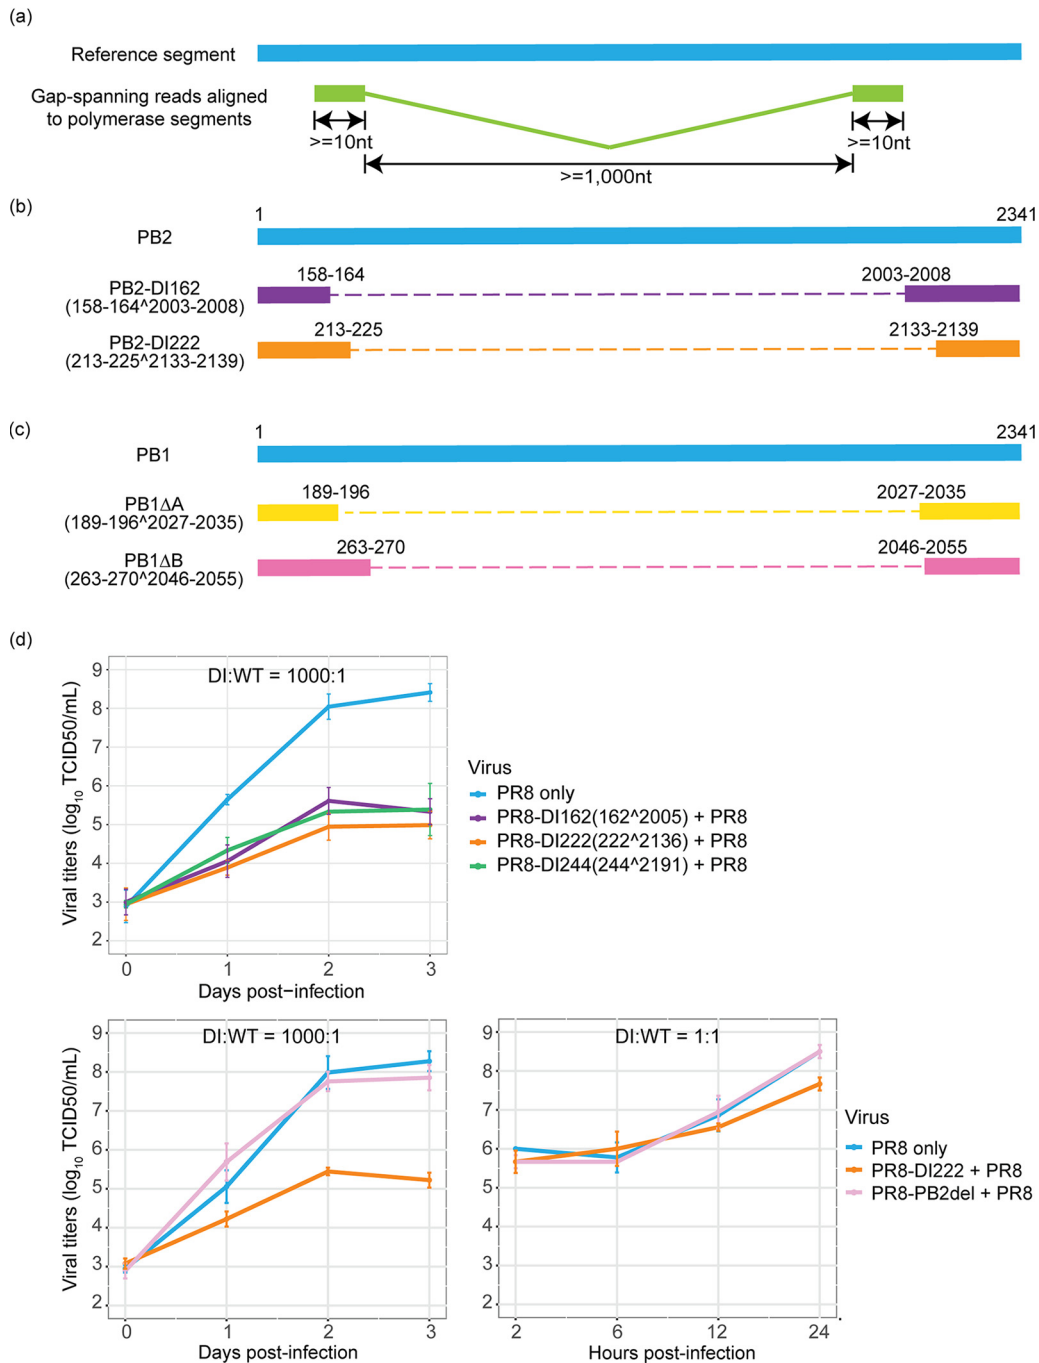 (a)
Reference segment
Gap-spanning reads aligned
to polymerase segments
>=10nt
>=10nt
>=1,000nt
(b)
1
2341
PB2
158-164
2003-2008
PB2-DI162
(158-164^2003-2008)
213-225
2133-2139
PB2-DI222
(213-225^2133-2139)
(c)
1
2341
PB1
189-196
2027-2035
PB1ΔA
(189-196^2027-2035)
263-270
2046-2055
PB1ΔB
(263-270^2046-2055)
(d)
DI:WT = 1000:1
Viral titers (log10 TCID50/mL)
9
8
7
6
5
4
3
2
0
1
2
3
Days post-infection
Virus
PR8 only
PR8-DI162(162^2005) + PR8
PR8-DI222(222^2136) + PR8
PR8-DI244(244^2191) + PR8
DI:WT = 1000:1
Viral titers (log10 TCID50/mL)
9
8
7
6
5
4
3
2
0
1
2
3
Days post-infection
DI:WT = 1:1
9
8
7
6
5
4
3
2
2
6
12
24
Hours post-infection
Virus
PR8 only
PR8-DI222 + PR8
PR8-PB2del + PR8